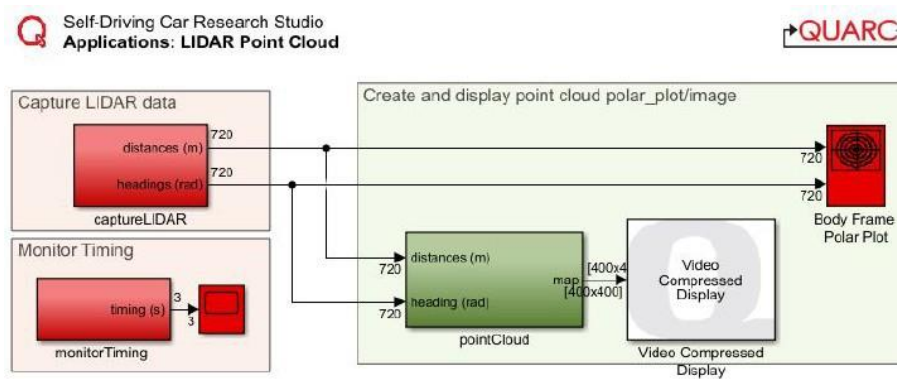 Self-Driving Car Research Studio
Applications: LIDAR Point Cloud
QUARC
Capture LIDAR data
720
distances (m)
720
headings (rad)
captureLIDAR
Monitor Timing
3
timing (s)
3
monitorTiming
Create and display point cloud polar_plot/image
720
720
Body Frame
Polar Plot
distances (m)
720
map
heading (rad)
720
pointCloud
[400x4
[400x400]
Video
Compressed
Display
Video Compressed
Display